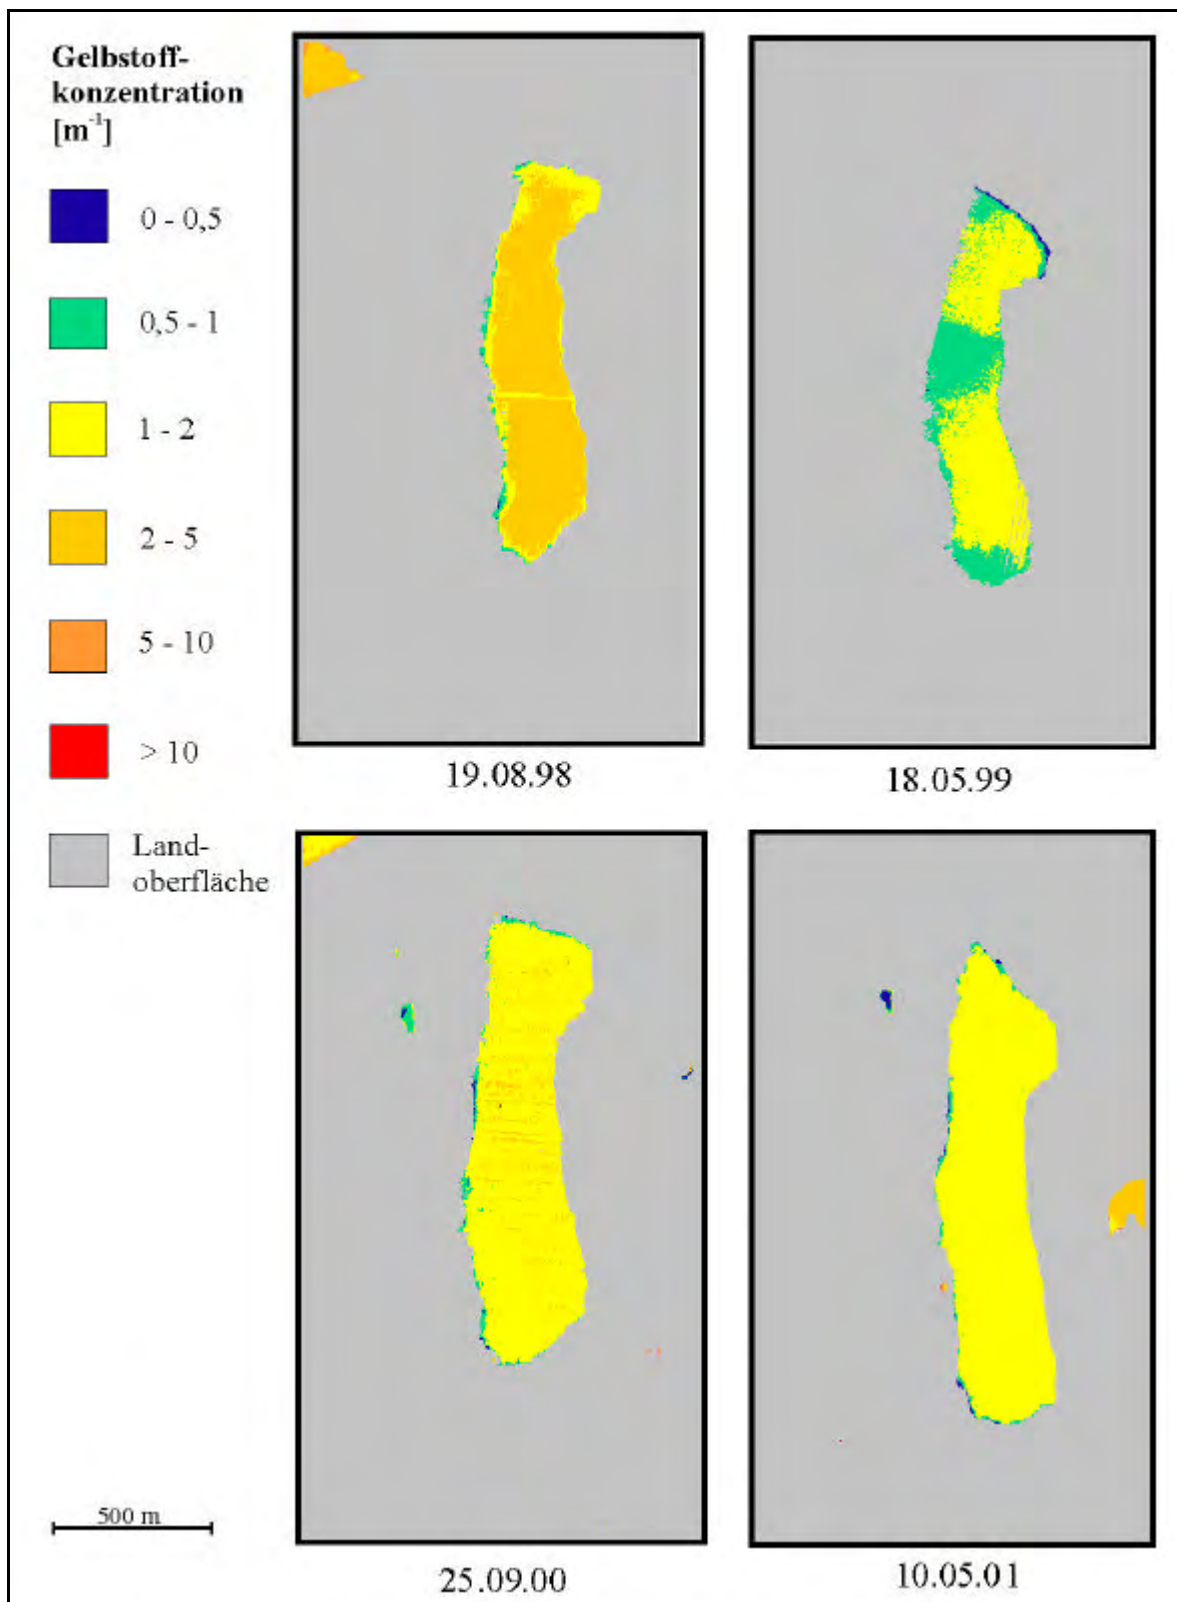 Gelbstoff-
konzentration
[m⁻¹]
0 - 0,5
0,5 - 1
1 - 2
2 - 5
5 - 10
> 10
Land-
oberfläche
500 m
19.08.98
18.05.99
25.09.00
10.05.01